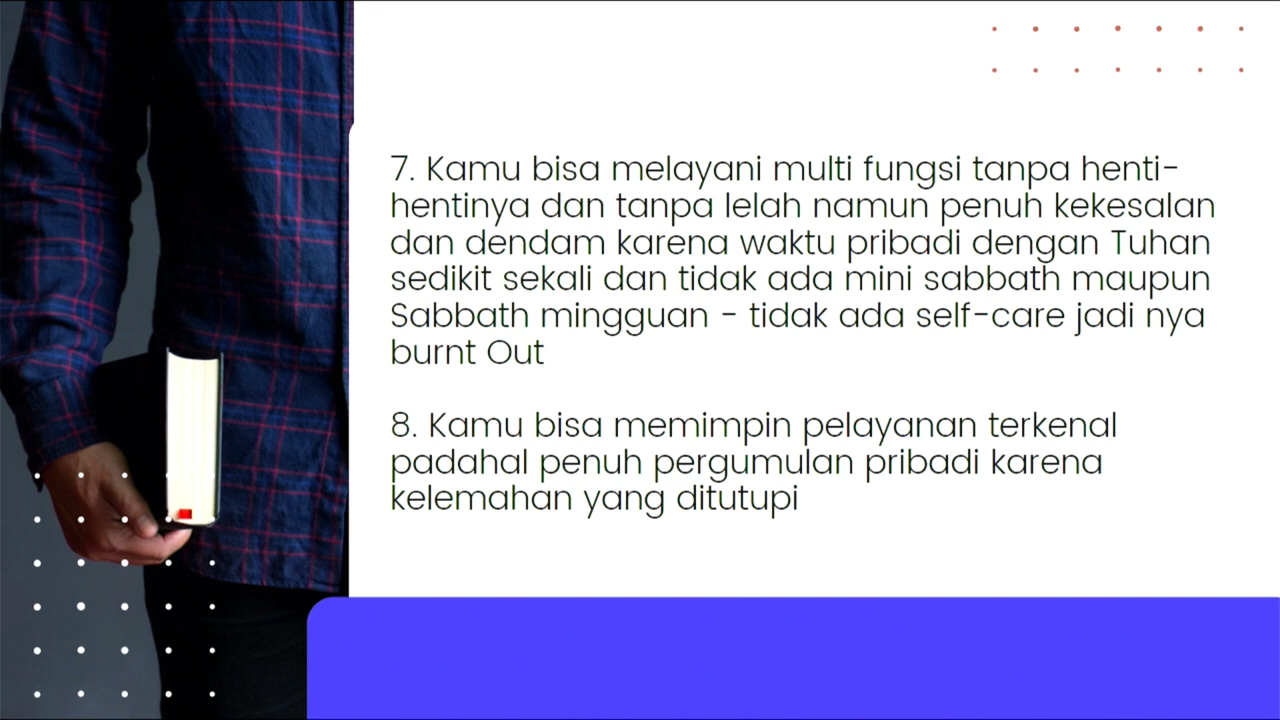 7. Kamu bisa melayani multi fungsi tanpa henti-
hentinya dan tanpa lelah namun penuh kekesalan
dan dendam karena waktu pribadi dengan Tuhan
sedikit sekali dan tidak ada mini sabbath maupun
Sabbath mingguan - tidak ada self-care jadi nya
burnt Out
8. Kamu bisa memimpin pelayanan terkenal
padahal penuh pergumulan pribadi karena
kelemahan yang ditutupi